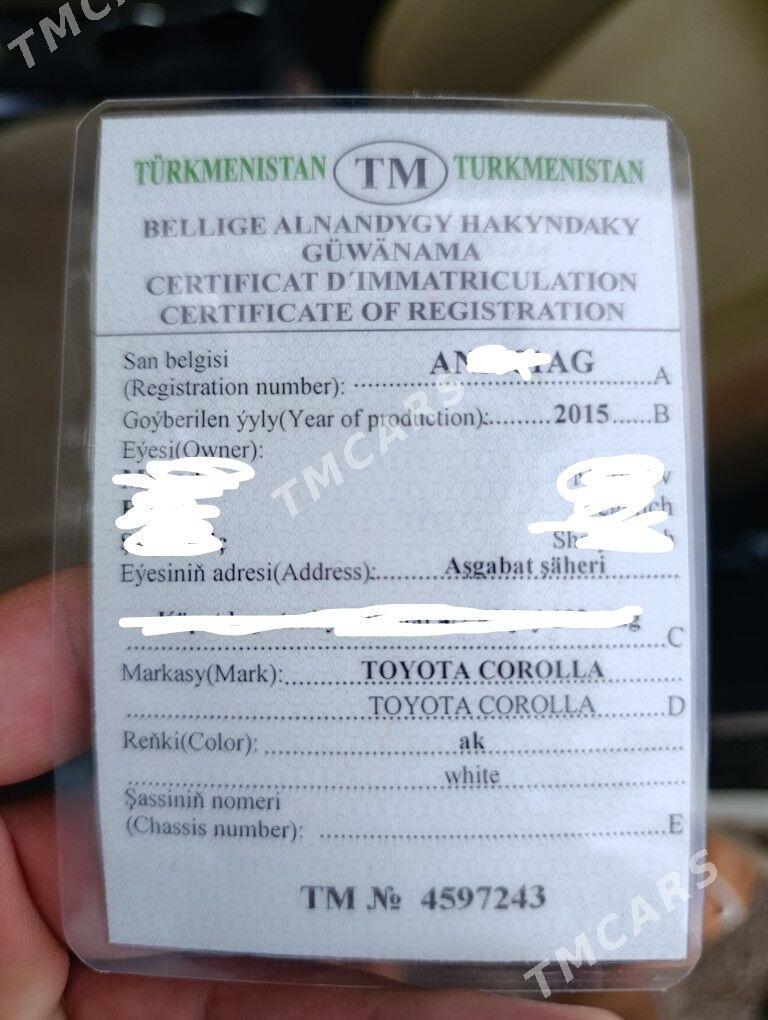 TMCARS
TÜRKMENISTAN TM TURKMENISTAN
BELLIGE ALNANDYGY HAKYNDAKY
GÜWÄNAMA
CERTIFICAT D´IMMATRICULATION
CERTIFICATE OF REGISTRATION
San belgisi
(Registration number): A
Goýberilen ýyly(Year of production): 2015 B
Eýesi(Owner):
TMCARS
Eýesiniň adresi(Address): Aşgabat şäheri
C
Markasy(Mark): TOYOTA COROLLA
TOYOTA COROLLA D
Reňki(Color): ak
white
Şassiniň nomeri
(Chassis number): E
TM № 4597243
TMCARS